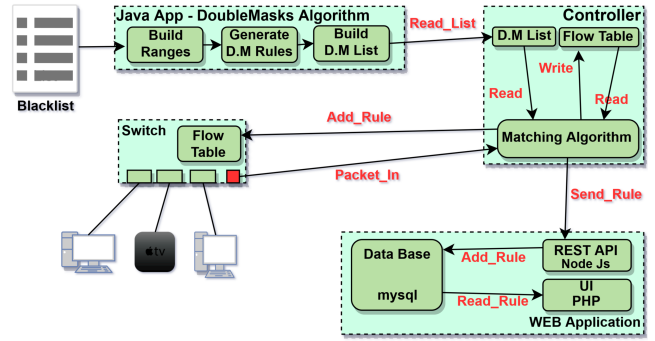 Java App - DoubleMasks Algorithm
Build
Ranges
Generate
D.M Rules
Build
D.M List
Blacklist
Read_List
Controller
D.M List
Flow Table
Write
Read
Read
Matching Algorithm
Add_Rule
Switch
Flow
Table
Packet_In
Send_Rule
tv
Data Base
mysql
Add_Rule
REST API
Node Js
Read_Rule
UI
PHP
WEB Application